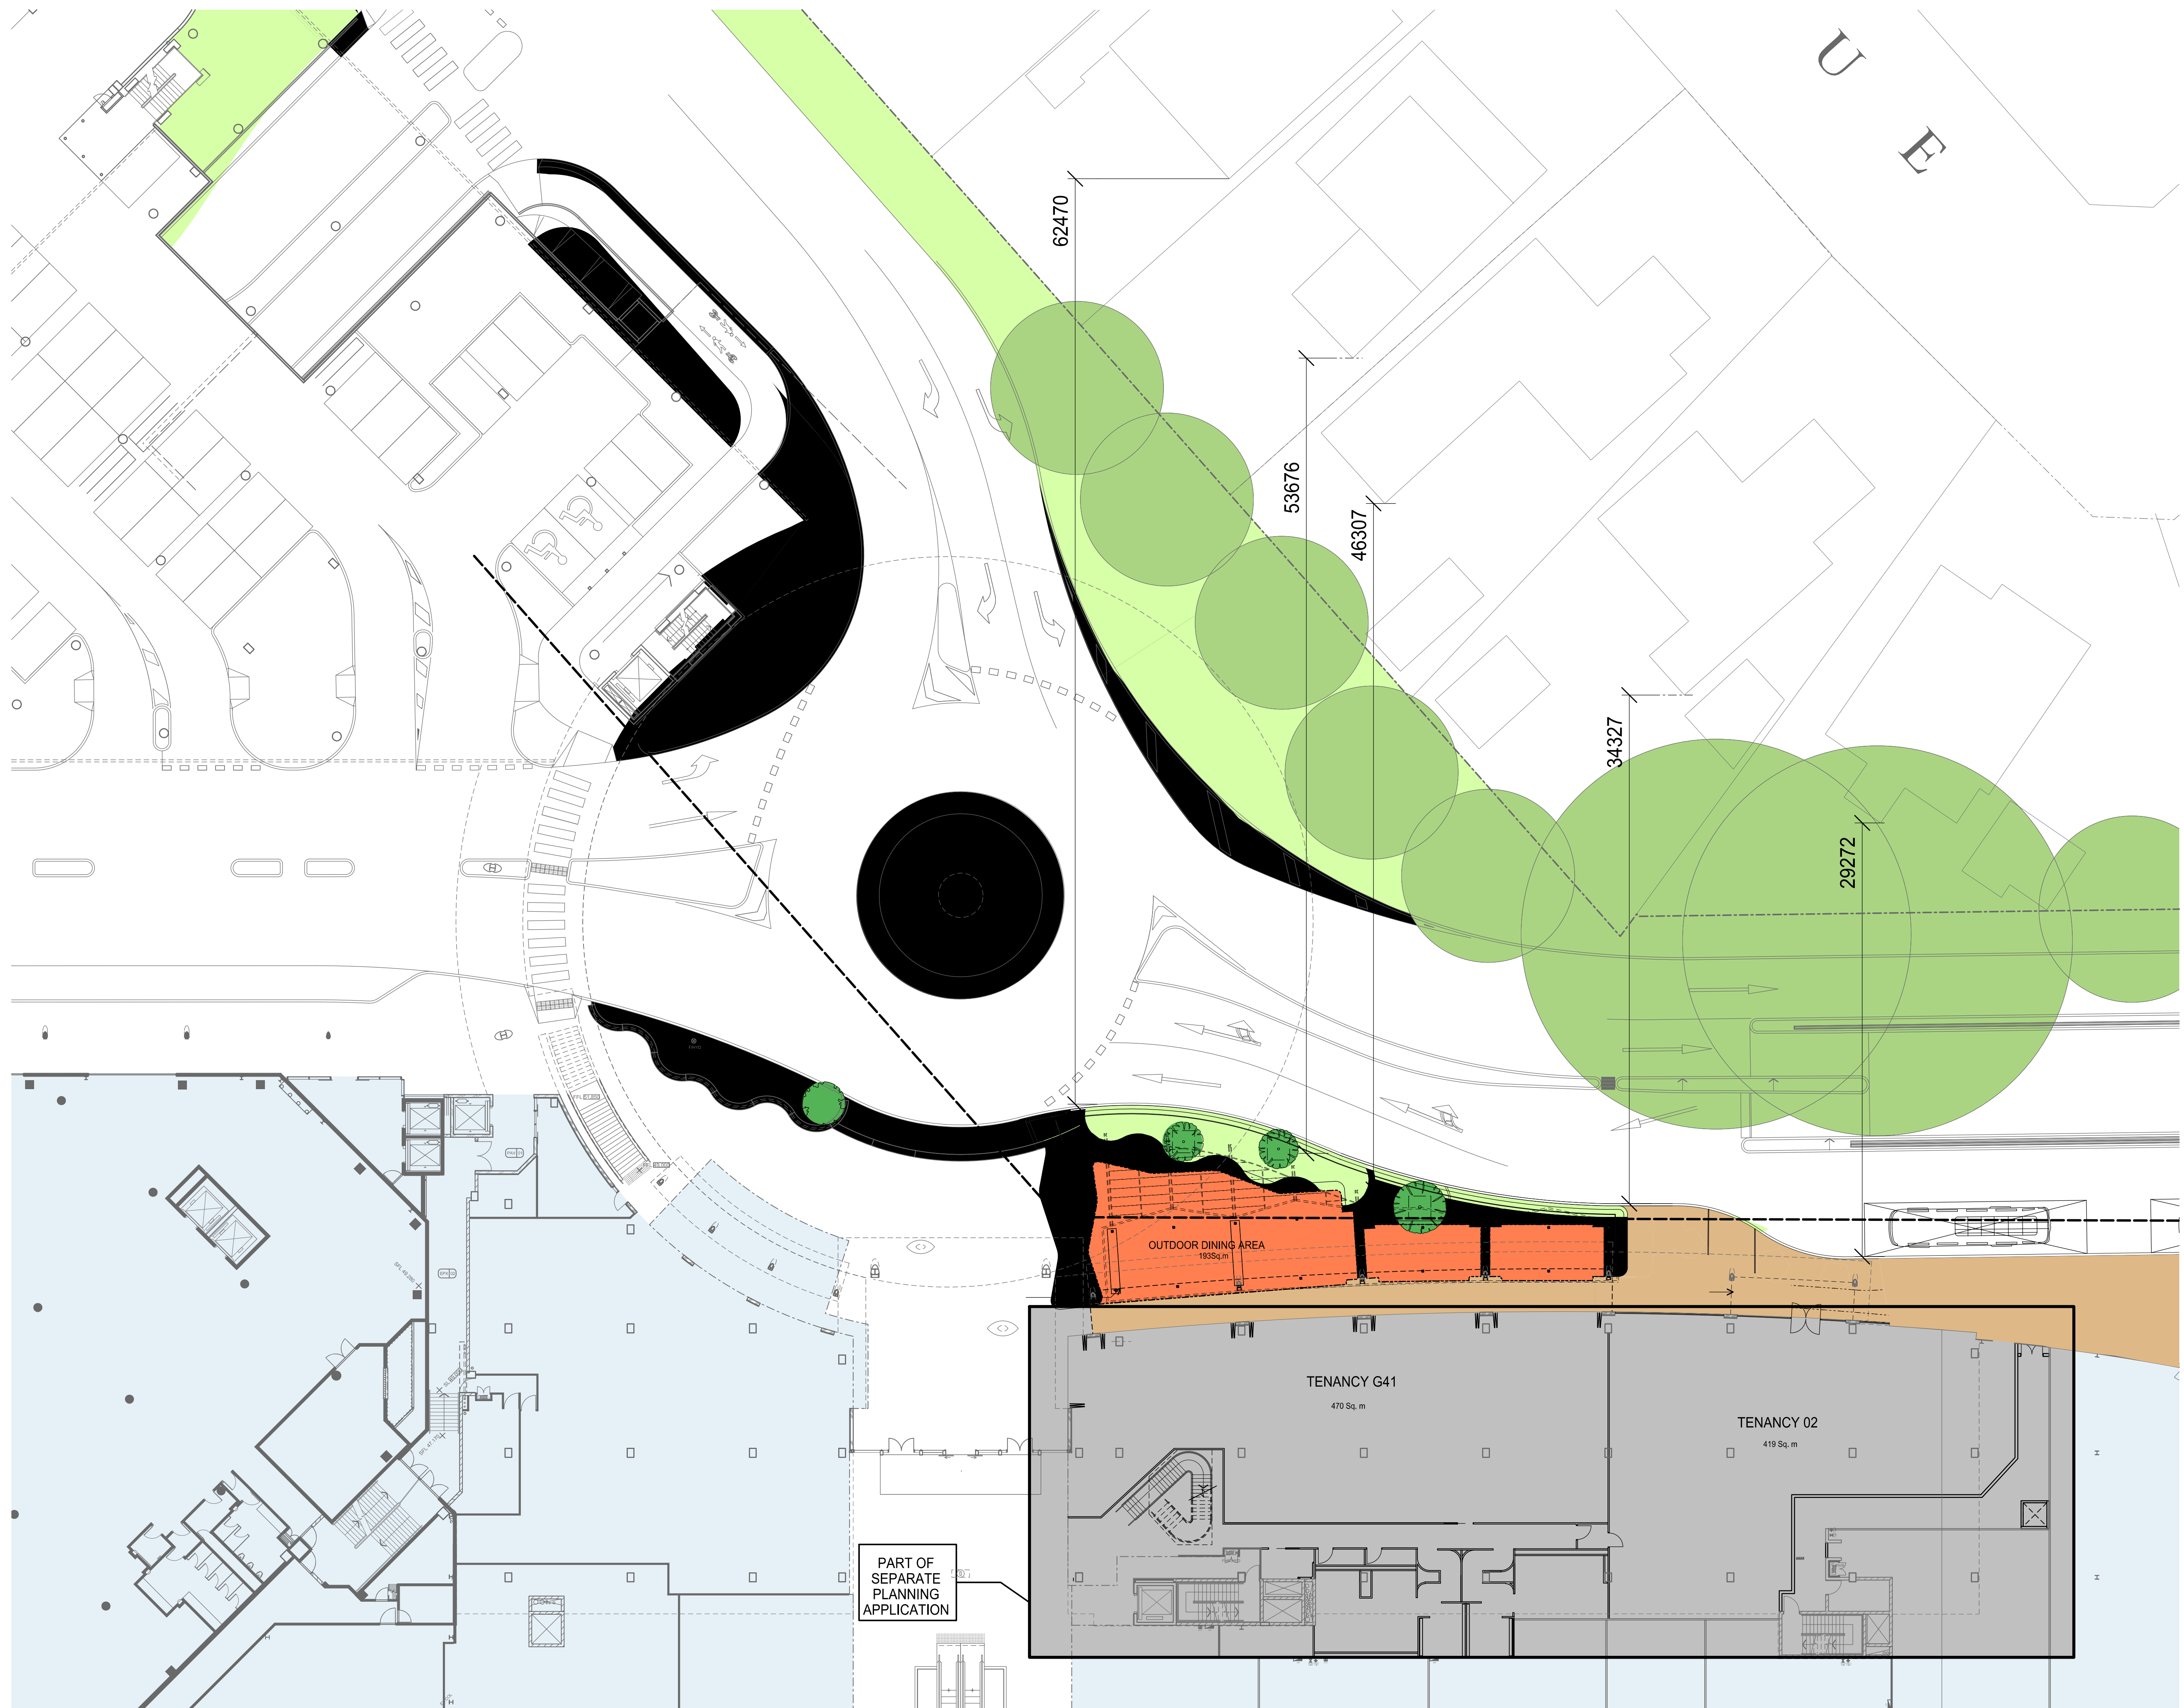 U
E
62470
53676
46307
34327
29272
OUTDOOR DINING AREA
193Sq.m
TENANCY G41
470 Sq. m
TENANCY 02
419 Sq. m
PART OF
SEPARATE
PLANNING
APPLICATION